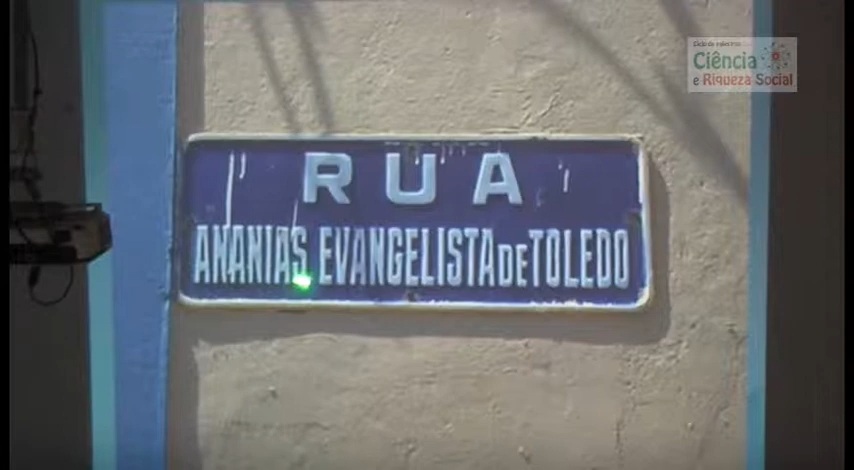 Ciência
e Riqueza Social
RUA
ANANIAS EVANGELISTA DE TOLEDO